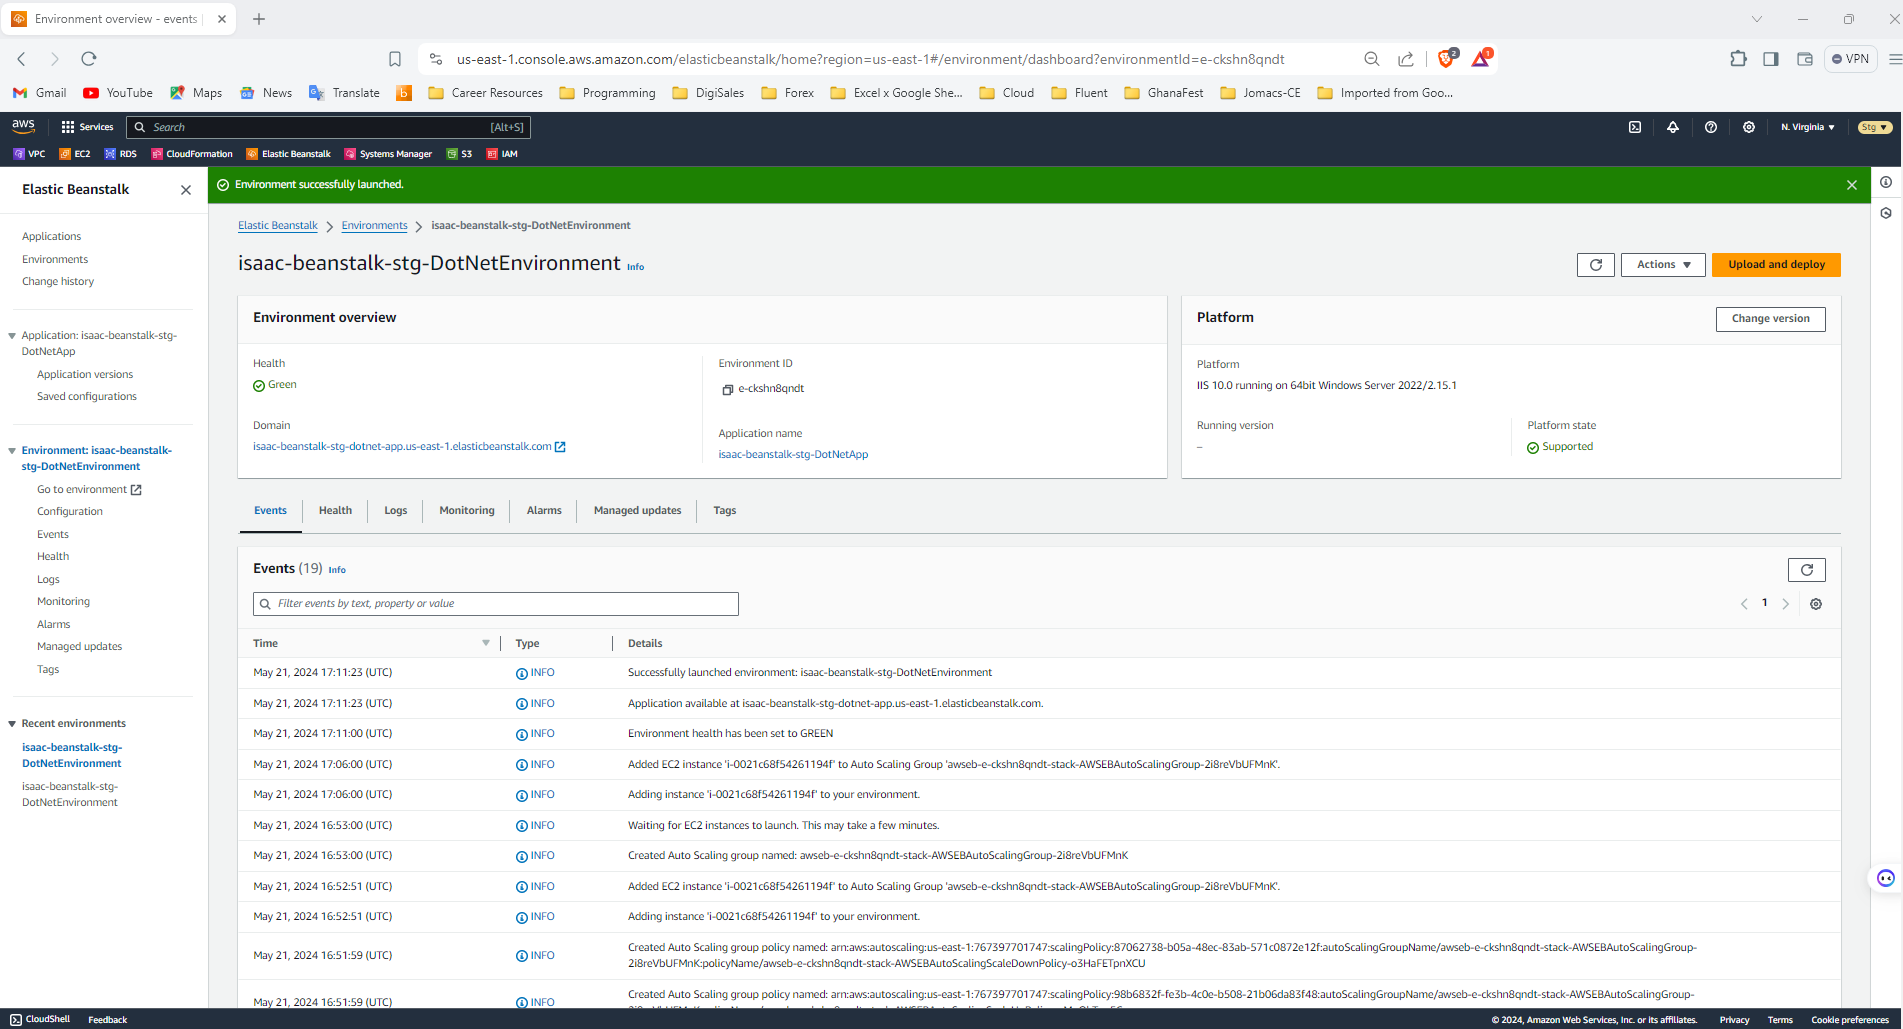 Environment overview - events
us-east-1.console.aws.amazon.com/elasticbeanstalk/home?region=us-east-1#/environment/dashboard?environmentId=e-ckshn8qndt
2
1
VPN
Gmail YouTube Maps News Translate Career Resources Programming DigiSales Forex Excel x Google She... Cloud Fluent GhanaFest Jomacs-CE Imported from Goo...
aws Services Search [Alt+S] N. Virginia Stg
VPC EC2 RDS CloudFormation Elastic Beanstalk Systems Manager S3 IAM
Elastic Beanstalk
Applications
Environments
Change history
Application: isaac-beanstalk-stg-
DotNetApp
Application versions
Saved configurations
Environment: isaac-beanstalk-
stg-DotNetEnvironment
Go to environment
Configuration
Events
Health
Logs
Monitoring
Alarms
Managed updates
Tags
Recent environments
isaac-beanstalk-stg-
DotNetEnvironment
isaac-beanstalk-stg-
DotNetEnvironment
Environment successfully launched.
Elastic Beanstalk Environments isaac-beanstalk-stg-DotNetEnvironment
isaac-beanstalk-stg-DotNetEnvironment Info
Actions Upload and deploy
Environment overview
Health
Green
Domain
isaac-beanstalk-stg-dotnet-app.us-east-1.elasticbeanstalk.com
Environment ID
e-ckshn8qndt
Application name
isaac-beanstalk-stg-DotNetApp
Platform
Change version
Platform
IIS 10.0 running on 64bit Windows Server 2022/2.15.1
Running version
–
Platform state
Supported
Events Health Logs Monitoring Alarms Managed updates Tags
Events (19) Info
Filter events by text, property or value
1
Time Type Details
May 21, 2024 17:11:23 (UTC) INFO Successfully launched environment: isaac-beanstalk-stg-DotNetEnvironment
May 21, 2024 17:11:23 (UTC) INFO Application available at isaac-beanstalk-stg-dotnet-app.us-east-1.elasticbeanstalk.com.
May 21, 2024 17:11:00 (UTC) INFO Environment health has been set to GREEN
May 21, 2024 17:06:00 (UTC) INFO Added EC2 instance 'i-0021c68f54261194f' to Auto Scaling Group 'awseb-e-ckshn8qndt-stack-AWSEBAutoScalingGroup-2i8reVbUFMnK'.
May 21, 2024 17:06:00 (UTC) INFO Adding instance 'i-0021c68f54261194f' to your environment.
May 21, 2024 16:53:00 (UTC) INFO Waiting for EC2 instances to launch. This may take a few minutes.
May 21, 2024 16:53:00 (UTC) INFO Created Auto Scaling group named: awseb-e-ckshn8qndt-stack-AWSEBAutoScalingGroup-2i8reVbUFMnK
May 21, 2024 16:52:51 (UTC) INFO Added EC2 instance 'i-0021c68f54261194f' to Auto Scaling Group 'awseb-e-ckshn8qndt-stack-AWSEBAutoScalingGroup-2i8reVbUFMnK'.
May 21, 2024 16:52:51 (UTC) INFO Adding instance 'i-0021c68f54261194f' to your environment.
May 21, 2024 16:51:59 (UTC) INFO Created Auto Scaling group policy named: arn:aws:autoscaling:us-east-1:767397701747:scalingPolicy:87062738-b05a-48ec-83ab-571c0872e12f:autoScalingGroupName/awseb-e-ckshn8qndt-stack-AWSEBAutoScalingGroup-
2i8reVbUFMnK:policyName/awseb-e-ckshn8qndt-stack-AWSEBAutoScalingScaleDownPolicy-o3HaFETpnXCU
May 21, 2024 16:51:59 (UTC) INFO Created Auto Scaling group policy named: arn:aws:autoscaling:us-east-1:767397701747:scalingPolicy:98b6832f-fe3b-4c0e-b508-21b06da83f48:autoScalingGroupName/awseb-e-ckshn8qndt-stack-AWSEBAutoScalingGroup-
CloudShell Feedback © 2024, Amazon Web Services, Inc. or its affiliates. Privacy Terms Cookie preferences